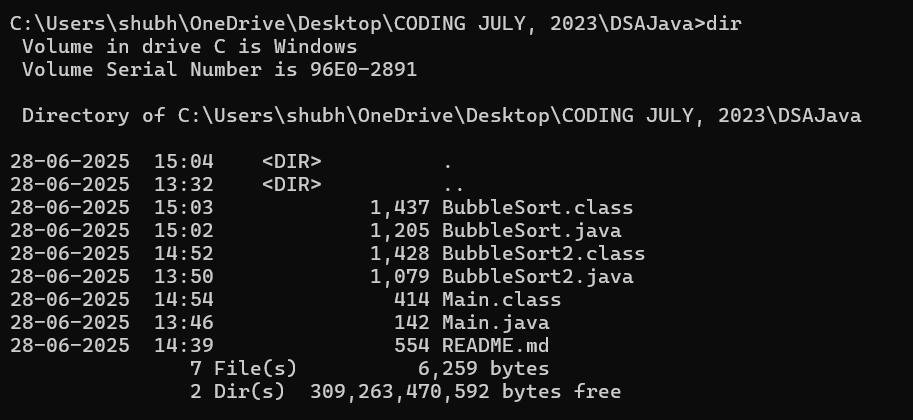 C:\Users\shubh\OneDrive\Desktop\CODING JULY, 2023\DSAJava>dir
 Volume in drive C is Windows
 Volume Serial Number is 96E0-2891

 Directory of C:\Users\shubh\OneDrive\Desktop\CODING JULY, 2023\DSAJava

28-06-2025  15:04    <DIR>          .
28-06-2025  13:32    <DIR>          ..
28-06-2025  15:03             1,437 BubbleSort.class
28-06-2025  15:02             1,205 BubbleSort.java
28-06-2025  14:52             1,428 BubbleSort2.class
28-06-2025  13:50             1,079 BubbleSort2.java
28-06-2025  14:54               414 Main.class
28-06-2025  13:46               142 Main.java
28-06-2025  14:39               554 README.md
               7 File(s)          6,259 bytes
               2 Dir(s)  309,263,470,592 bytes free